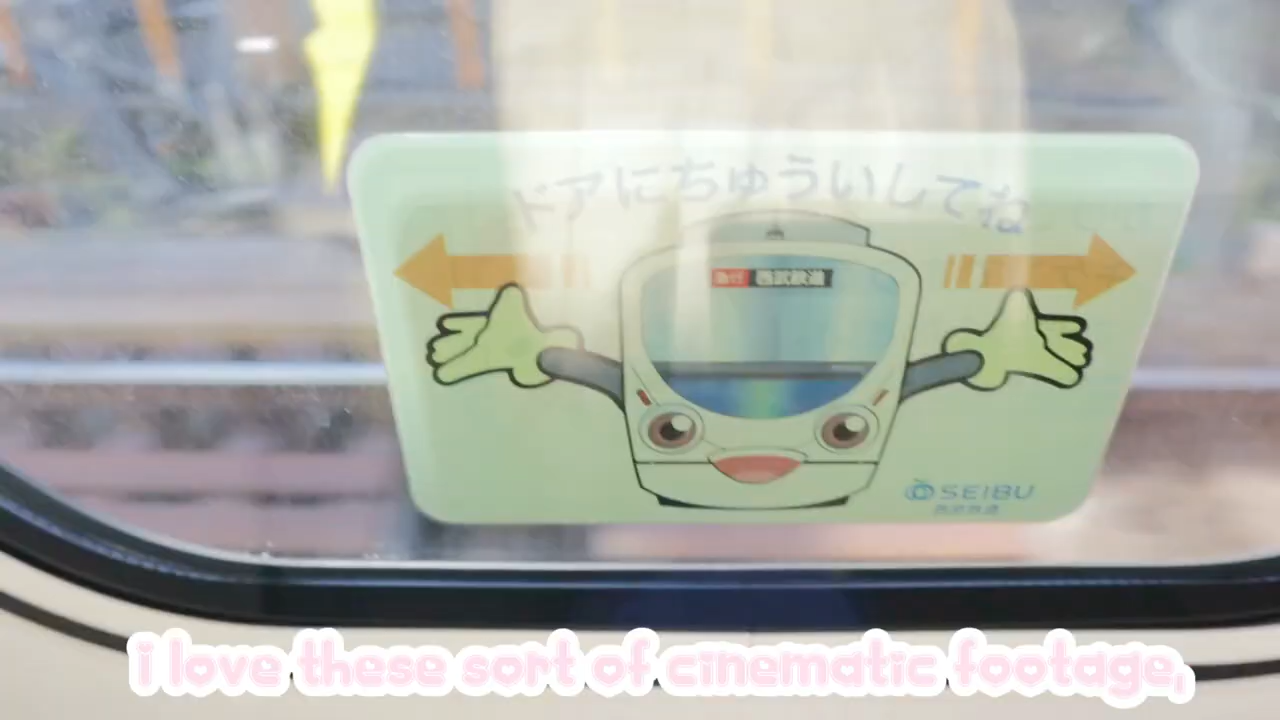 ドアにちゅういしてね
急行 西武鉄道
SEIBU
西武鉄道
i love these sort of cinematic footage,